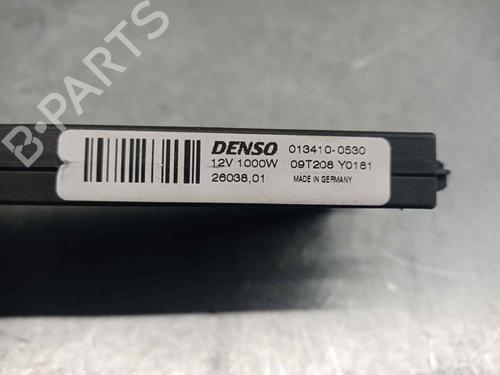 B-PARTS
DENSO 013410-0530
12V 1000W 09T208 Y0181
26038,01 MADE IN GERMANY